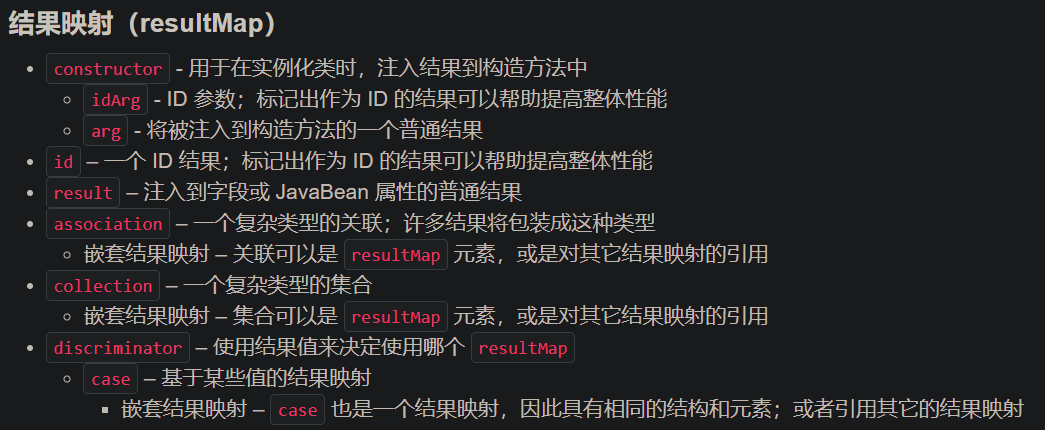 结果映射（resultMap）
constructor - 用于在实例化类时，注入结果到构造方法中
idArg - ID 参数；标记出作为 ID 的结果可以帮助提高整体性能
arg - 将被注入到构造方法的一个普通结果
id – 一个 ID 结果；标记出作为 ID 的结果可以帮助提高整体性能
result – 注入到字段或 JavaBean 属性的普通结果
association – 一个复杂类型的关联；许多结果将包装成这种类型
嵌套结果映射 – 关联可以是 resultMap 元素，或是对其它结果映射的引用
collection – 一个复杂类型的集合
嵌套结果映射 – 集合可以是 resultMap 元素，或是对其它结果映射的引用
discriminator – 使用结果值来决定使用哪个 resultMap
case – 基于某些值的结果映射
嵌套结果映射 – case 也是一个结果映射，因此具有相同的结构和元素；或者引用其它的结果映射